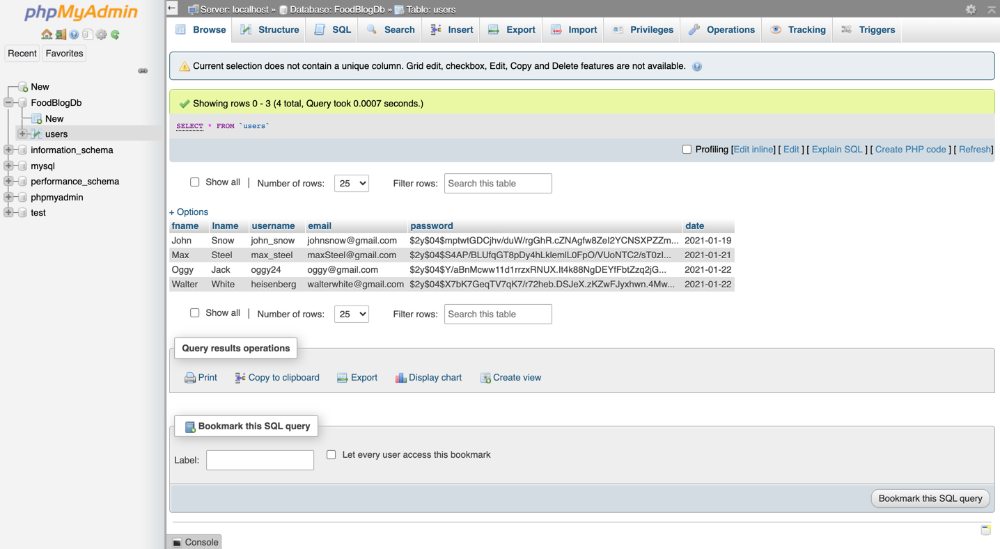 phpMyAdmin
Recent Favorites
New
FoodBlogDb
New
users
information_schema
mysql
performance_schema
phpmyadmin
test
Server: localhost » Database: FoodBlogDb » Table: users
Browse Structure SQL Search Insert Export Import Privileges Operations Tracking Triggers
Current selection does not contain a unique column. Grid edit, checkbox, Edit, Copy and Delete features are not available.
Showing rows 0 - 3 (4 total, Query took 0.0007 seconds.)
SELECT * FROM `users`
Profiling [Edit inline] [ Edit ] [ Explain SQL ] [ Create PHP code ] [ Refresh]
Show all | Number of rows: 25 Filter rows: Search this table
+ Options
fname lname username email password date
John Snow john_snow johnsnow@gmail.com $2y$04$mptwtGDCjhv/duW/rgGhR.cZNAgfw8ZeI2YCNSXPZZm... 2021-01-19
Max Steel max_steel maxSteel@gmail.com $2y$04$S4AP/BLUfqGT8pDy4hLklemlL0FpO/VUoNTC2/sT0zI... 2021-01-21
Oggy Jack oggy24 oggy@gmail.com $2y$04$Y/aBnMcww11d1rrzxRNUX.It4k88NgDEYfFbtZzq2jG... 2021-01-22
Walter White heisenberg walterwhite@gmail.com $2y$04$X7bK7GeqTV7qK7/r72heb.DSJeX.zKZwFJyxhwn.4Mw... 2021-01-22
Show all | Number of rows: 25 Filter rows: Search this table
Query results operations
Print Copy to clipboard Export Display chart Create view
Bookmark this SQL query
Label: Let every user access this bookmark
Bookmark this SQL query
Console